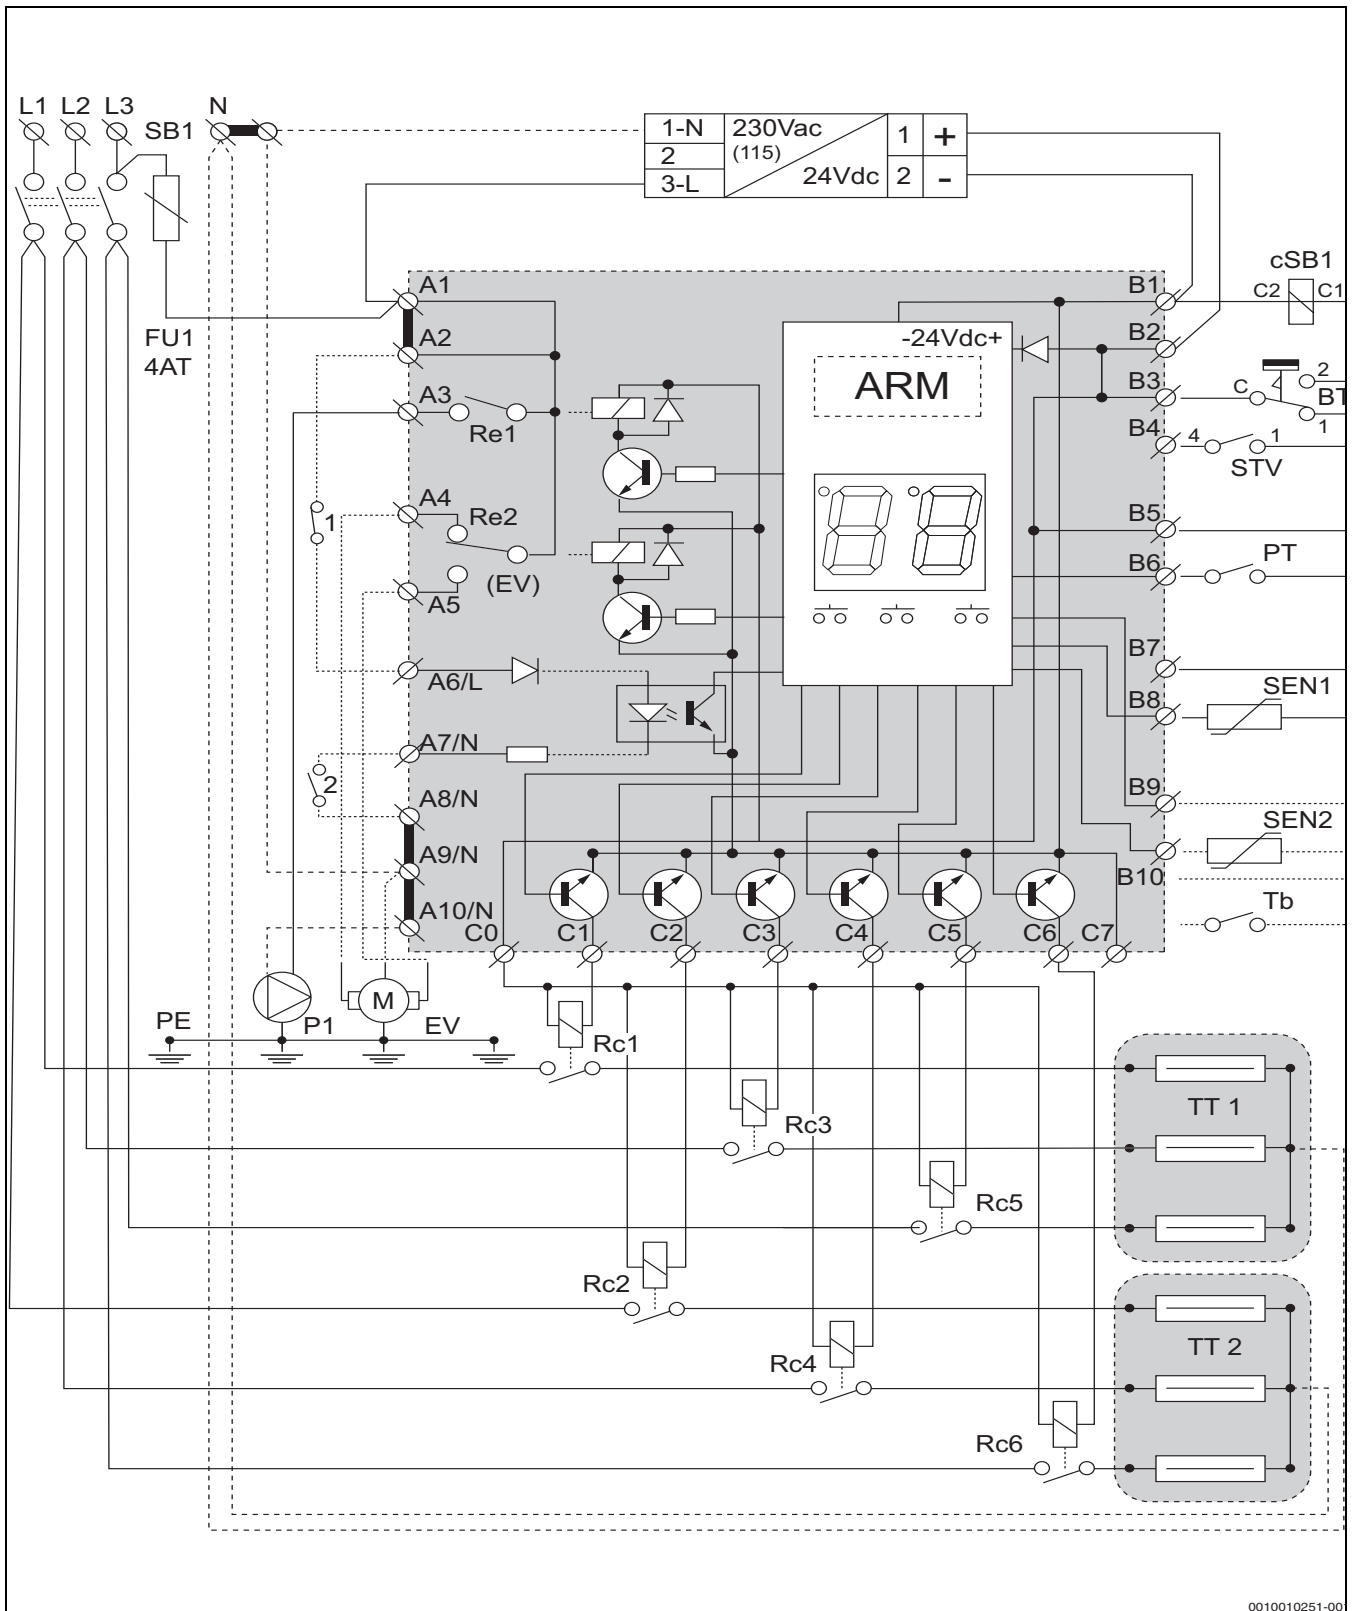 L1 L2 L3 SB1 N
1-N 230Vac 1 +
2 (115)
3-L 24Vdc 2 -
cSB1
C2 C1
A1 B1
FU1
4AT
A2 -24Vdc+ B2
ARM
A3 B3 C 2
BT
1
Re1 B4 4 1
STV
A4 Re2 B5
1 PT
(EV) B6
A5
B7
A6/L SEN1
B8
A7/N
2
A8/N B9
SEN2
A9/N
B10
A10/N Tb
C0 C1 C2 C3 C4 C5 C6 C7
M
PE P1 EV
Rc1
TT 1
Rc3
Rc5
Rc2
TT 2
Rc4
Rc6
0010010251-001